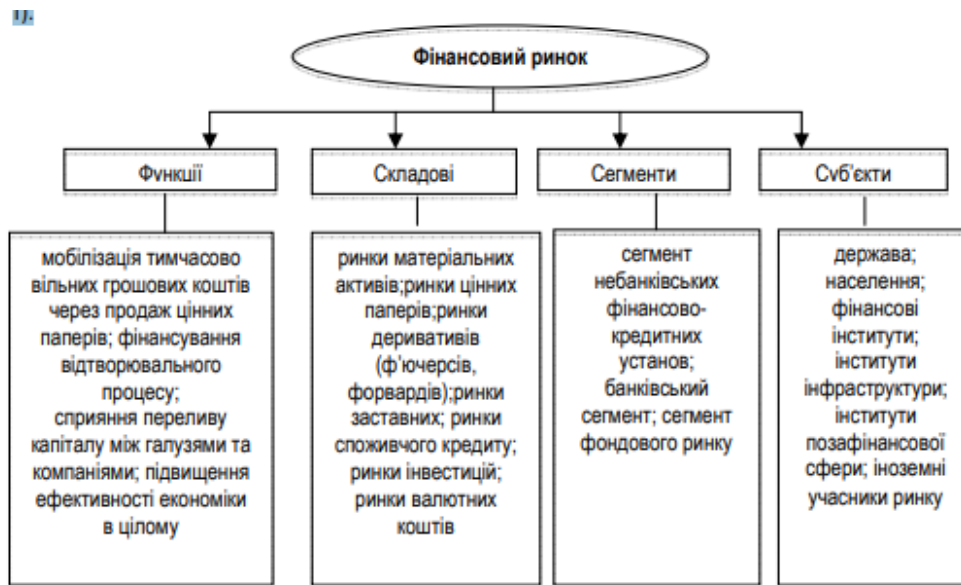 1).
Фінансовий ринок
Функції
Складові
Сегменти
Суб'єкти
мобілізація тимчасово
вільних грошових коштів
через продаж цінних
паперів; фінансування
відтворювального
процесу;
сприяння переливу
капіталу між галузями та
компаніями; підвищення
ефективності економіки
в цілому
ринки матеріальних
активів;ринки цінних
паперів;ринки
деривативів
(ф'ючерсів,
форвардів);ринки
заставних; ринки
споживчого кредиту;
ринки інвестицій;
ринки валютних
коштів
сегмент
небанківських
фінансово-
кредитних
установ;
банківський
сегмент; сегмент
фондового ринку
держава;
населення;
фінансові
інститути;
інститути
інфраструктури;
інститути
позафінансової
сфери; іноземні
учасники ринку